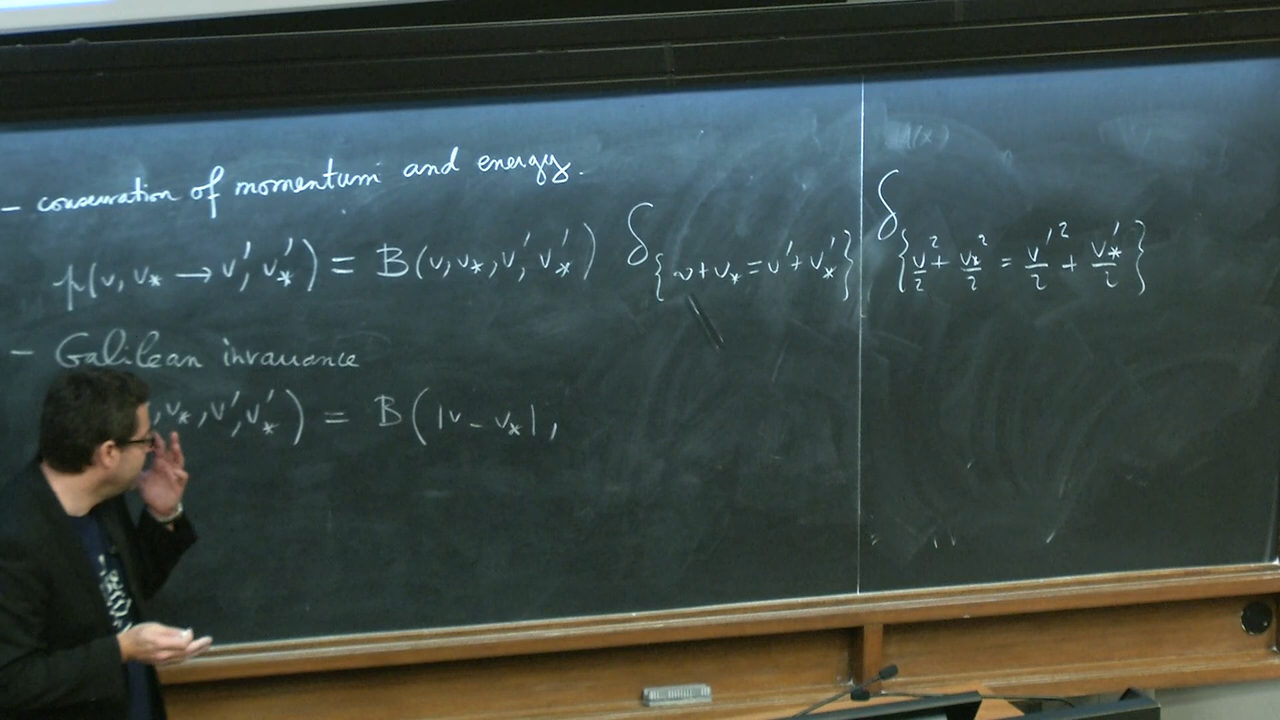 – conservation of momentum and energy.
p(v, v* → v', v*') = B(v, v*, v', v*') δ{v+v* = v'+v*'} δ{v²/2 + v*²/2 = v'²/2 + v*'²/2}
– Galilean invariance
, v*, v', v*') = B(|v – v*|,